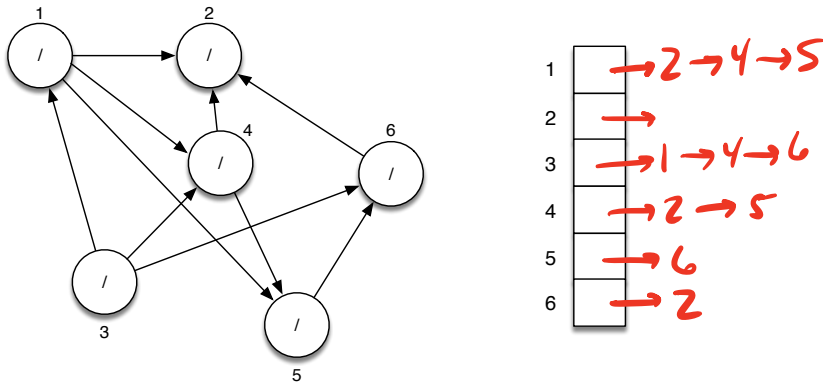 1
2
/
/
4
6
/
/
/
3
/
5
1 → 2 → 4 → 5
2 →
3 → 1 → 4 → 6
4 → 2 → 5
5 → 6
6 → 2